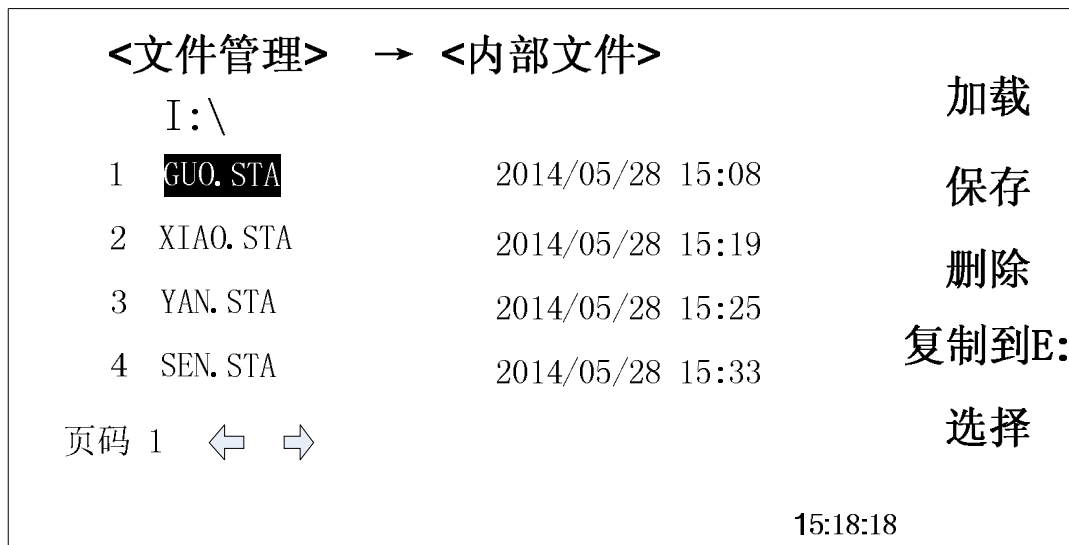 <文件管理> → <内部文件>
I:\
加载
1 GUO.STA 2014/05/28 15:08
保存
2 XIAO.STA 2014/05/28 15:19
删除
3 YAN.STA 2014/05/28 15:25
复制到E:
4 SEN.STA 2014/05/28 15:33
选择
页码 1
15:18:18